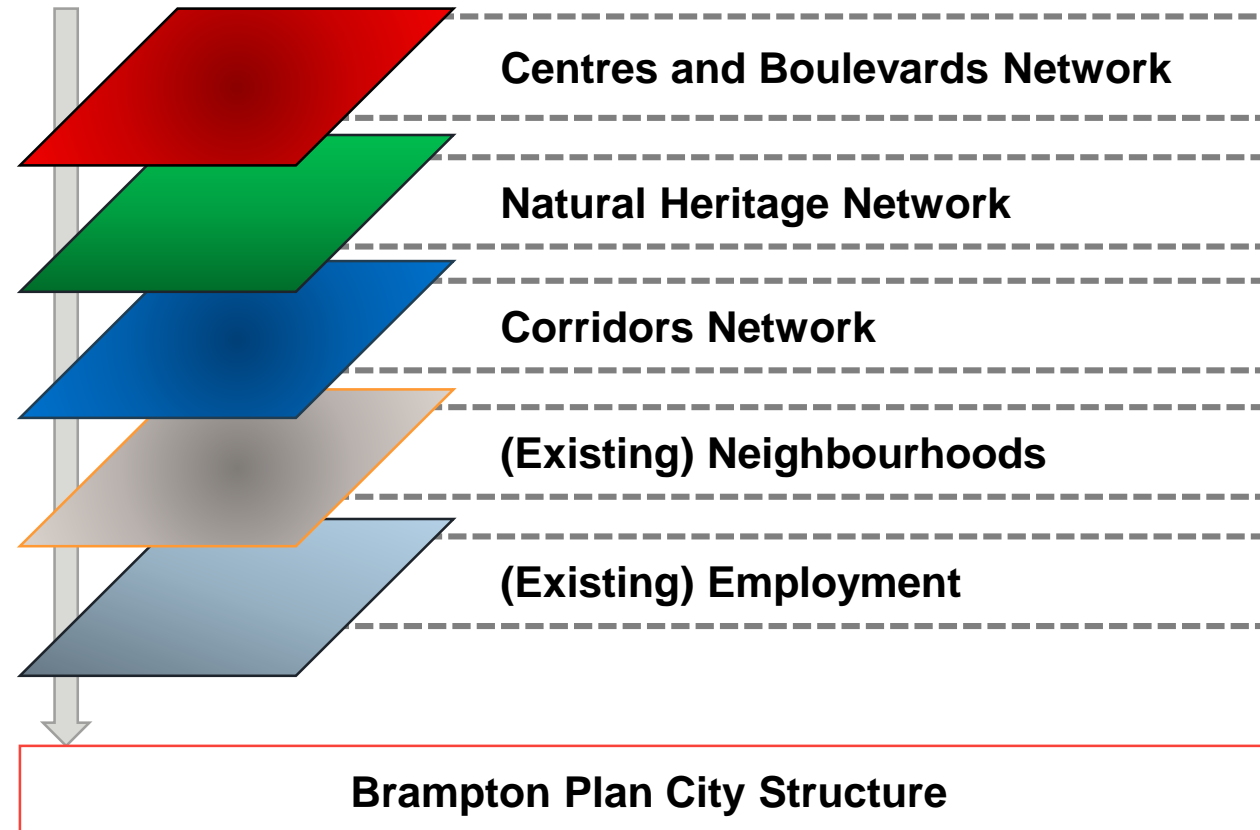 Centres and Boulevards Network
Natural Heritage Network
Corridors Network
(Existing) Neighbourhoods
(Existing) Employment
Brampton Plan City Structure